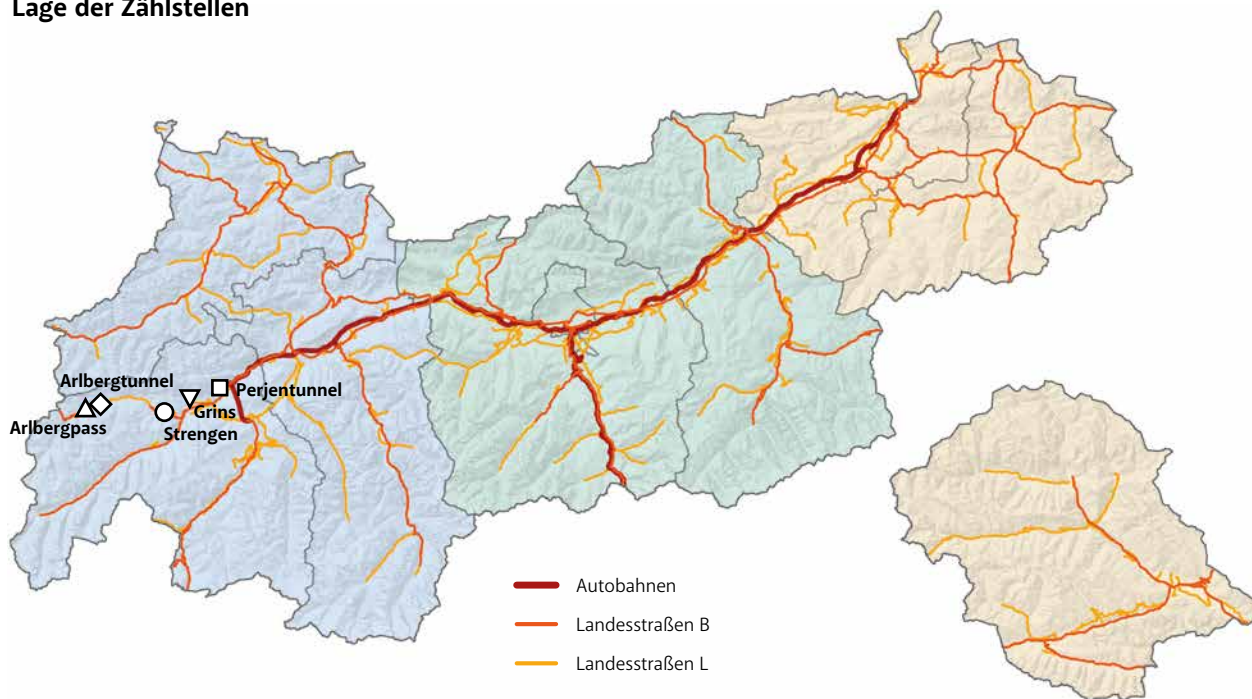 Lage der Zählstellen
Arlbergtunnel
Perjentunnel
Grins
Arlbergpass
Strengen
Autobahnen
Landesstraßen B
Landesstraßen L